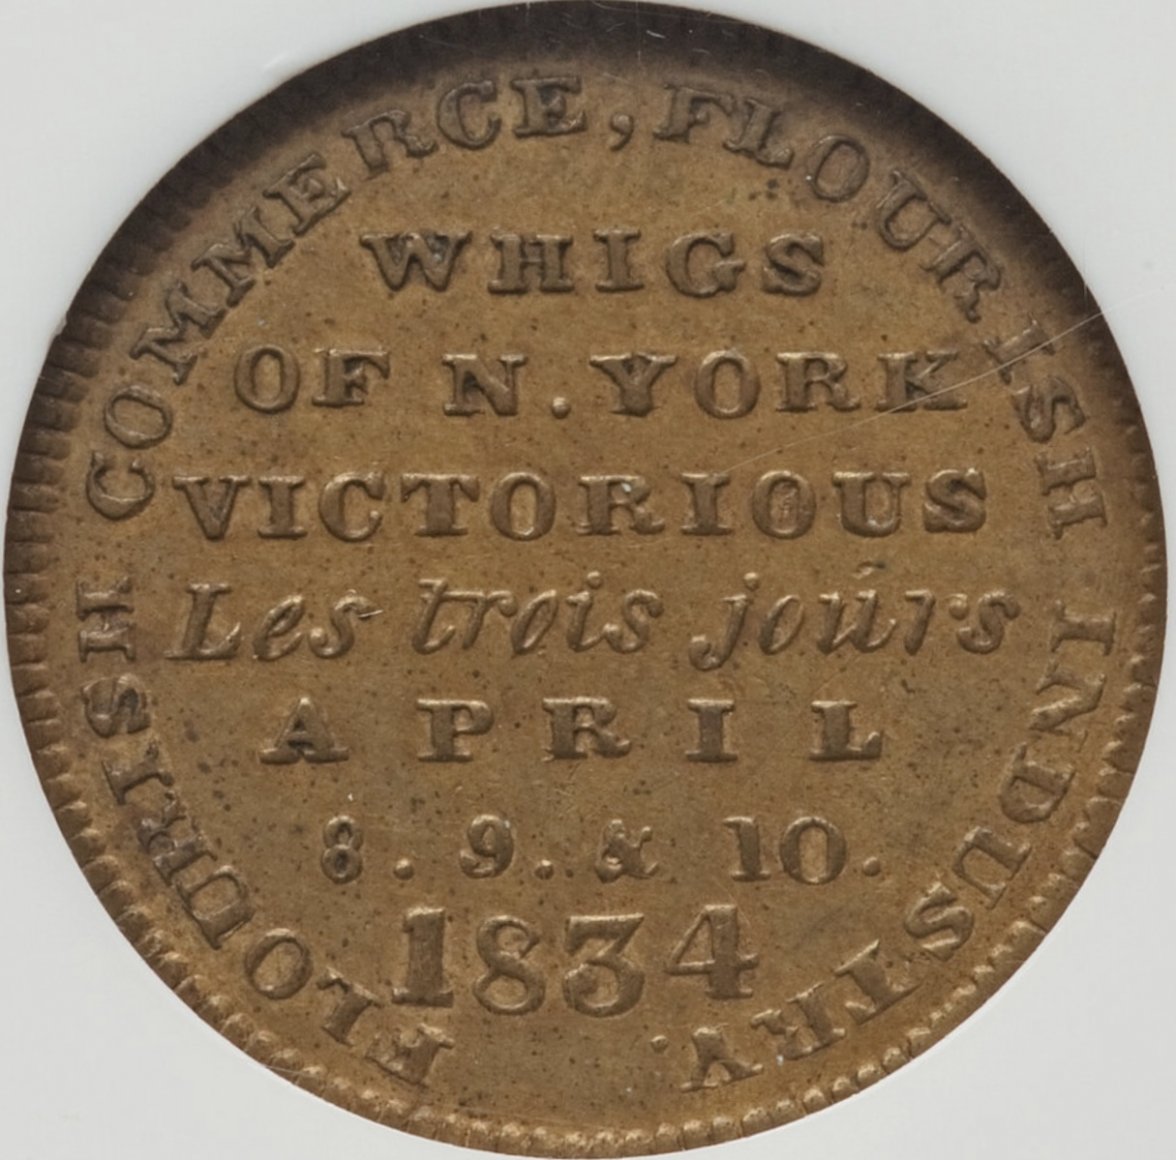 FLOURISH COMMERCE, FLOURISH INDUSTRY.
WHIGS
OF N. YORK
VICTORIOUS
Les trois jours
APRIL
8. 9. & 10.
1834